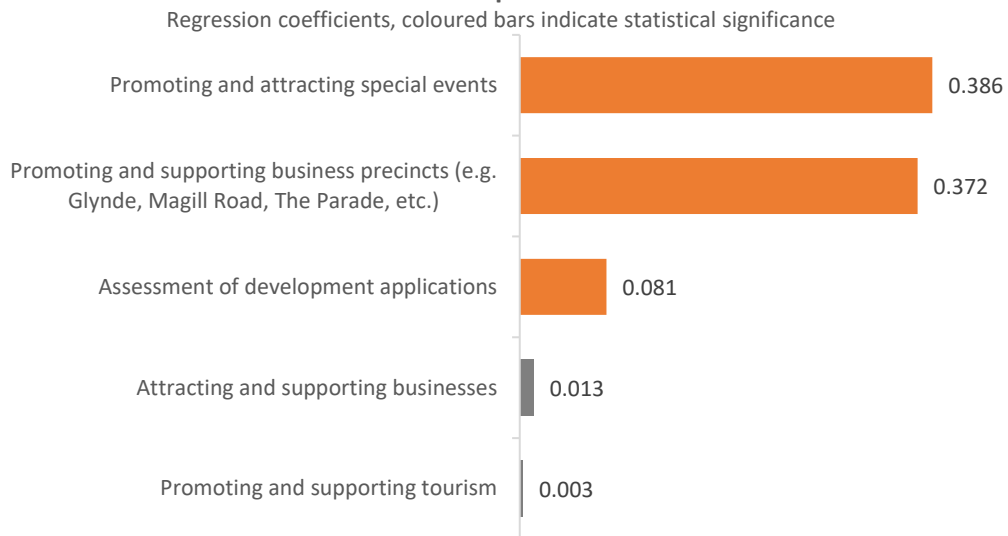 Regression coefficients, coloured bars indicate statistical significance
Promoting and attracting special events
0.386
Promoting and supporting business precincts (e.g.
Glynde, Magill Road, The Parade, etc.)
0.372
Assessment of development applications
0.081
Attracting and supporting businesses
0.013
Promoting and supporting tourism
0.003